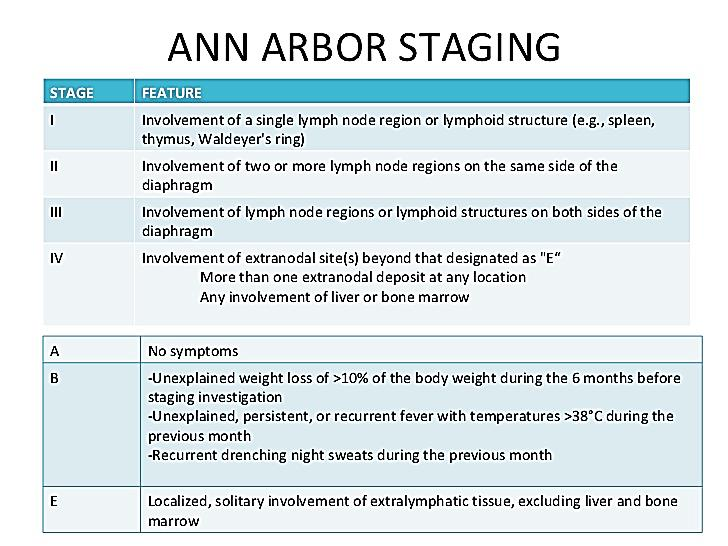 ANN ARBOR STAGING
STAGE FEATURE
I Involvement of a single lymph node region or lymphoid structure (e.g., spleen,
thymus, Waldeyer's ring)
II Involvement of two or more lymph node regions on the same side of the
diaphragm
III Involvement of lymph node regions or lymphoid structures on both sides of the
diaphragm
IV Involvement of extranodal site(s) beyond that designated as "E“
More than one extranodal deposit at any location
Any involvement of liver or bone marrow
A No symptoms
B -Unexplained weight loss of >10% of the body weight during the 6 months before
staging investigation
-Unexplained, persistent, or recurrent fever with temperatures >38°C during the
previous month
-Recurrent drenching night sweats during the previous month
E Localized, solitary involvement of extralymphatic tissue, excluding liver and bone
marrow